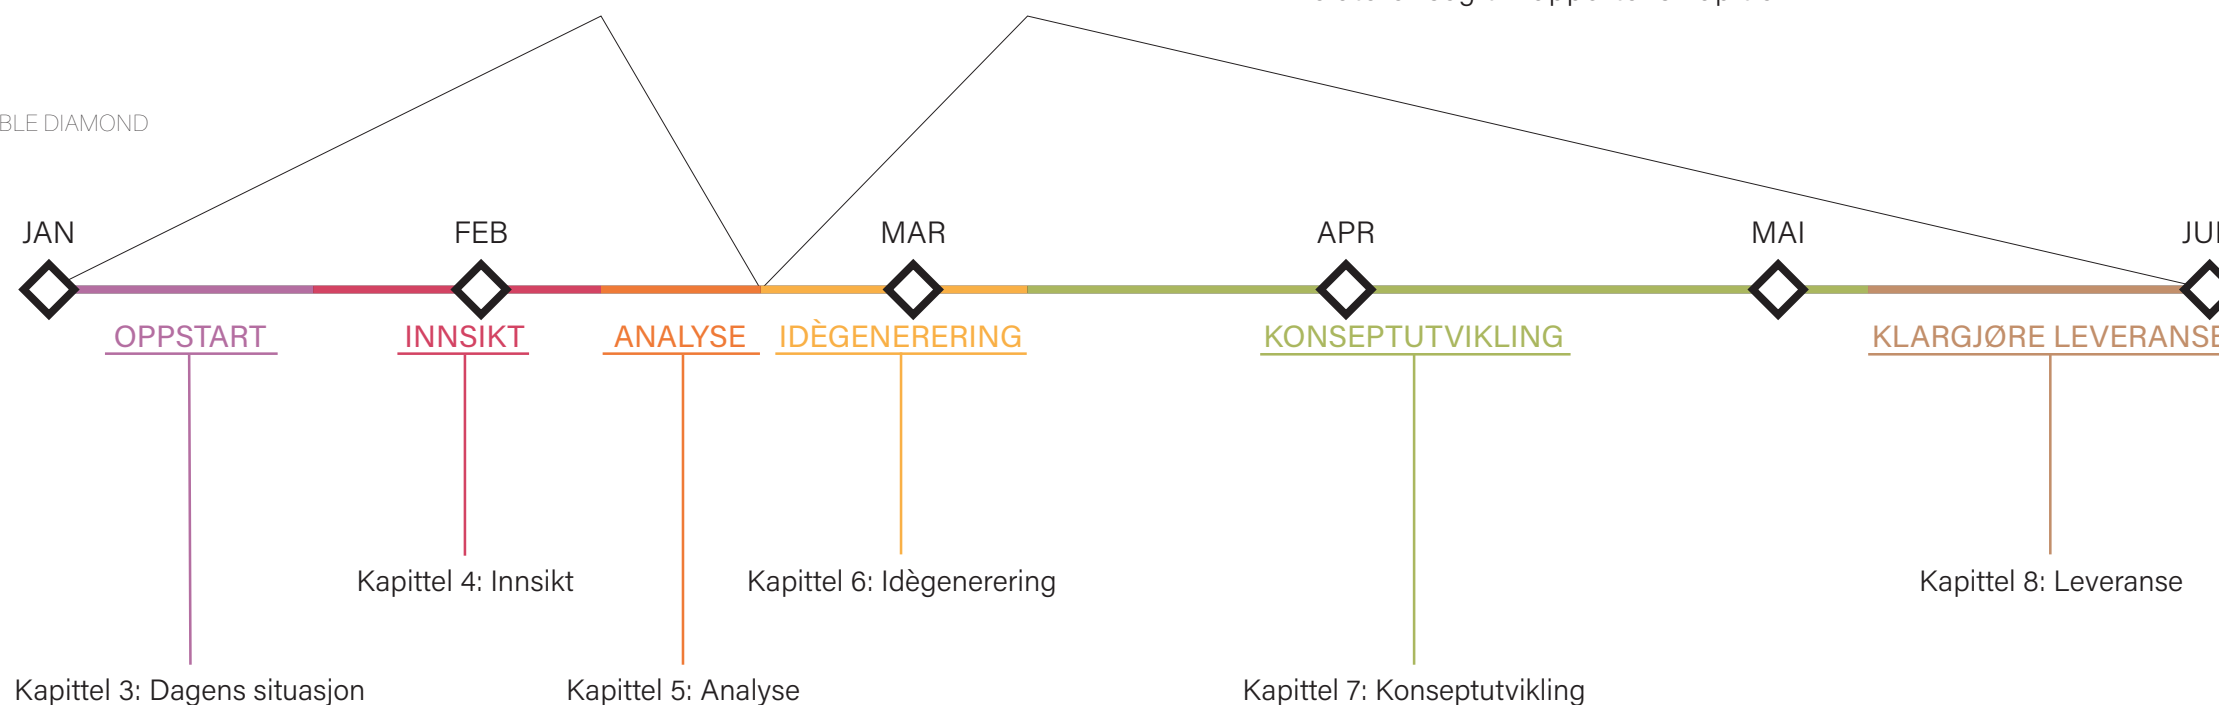 BLE DIAMOND
JAN FEB MAR APR MAI
OPPSTART INNSIKT ANALYSE IDÈGENERERING KONSEPTUTVIKLING KLARGJØRE LEVERANSE
Kapittel 4: Innsikt Kapittel 6: Idègenerering Kapittel 8: Leveranse
Kapittel 3: Dagens situasjon Kapittel 5: Analyse Kapittel 7: Konseptutvikling